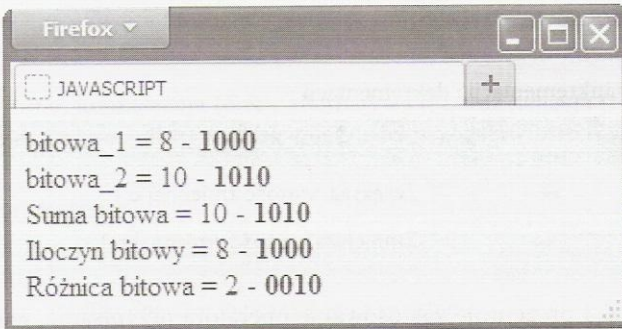 Firefox
JAVASCRIPT +
bitowa_1 = 8 - 1000
bitowa_2 = 10 - 1010
Suma bitowa = 10 - 1010
Iloczyn bitowy = 8 - 1000
Różnica bitowa = 2 - 0010